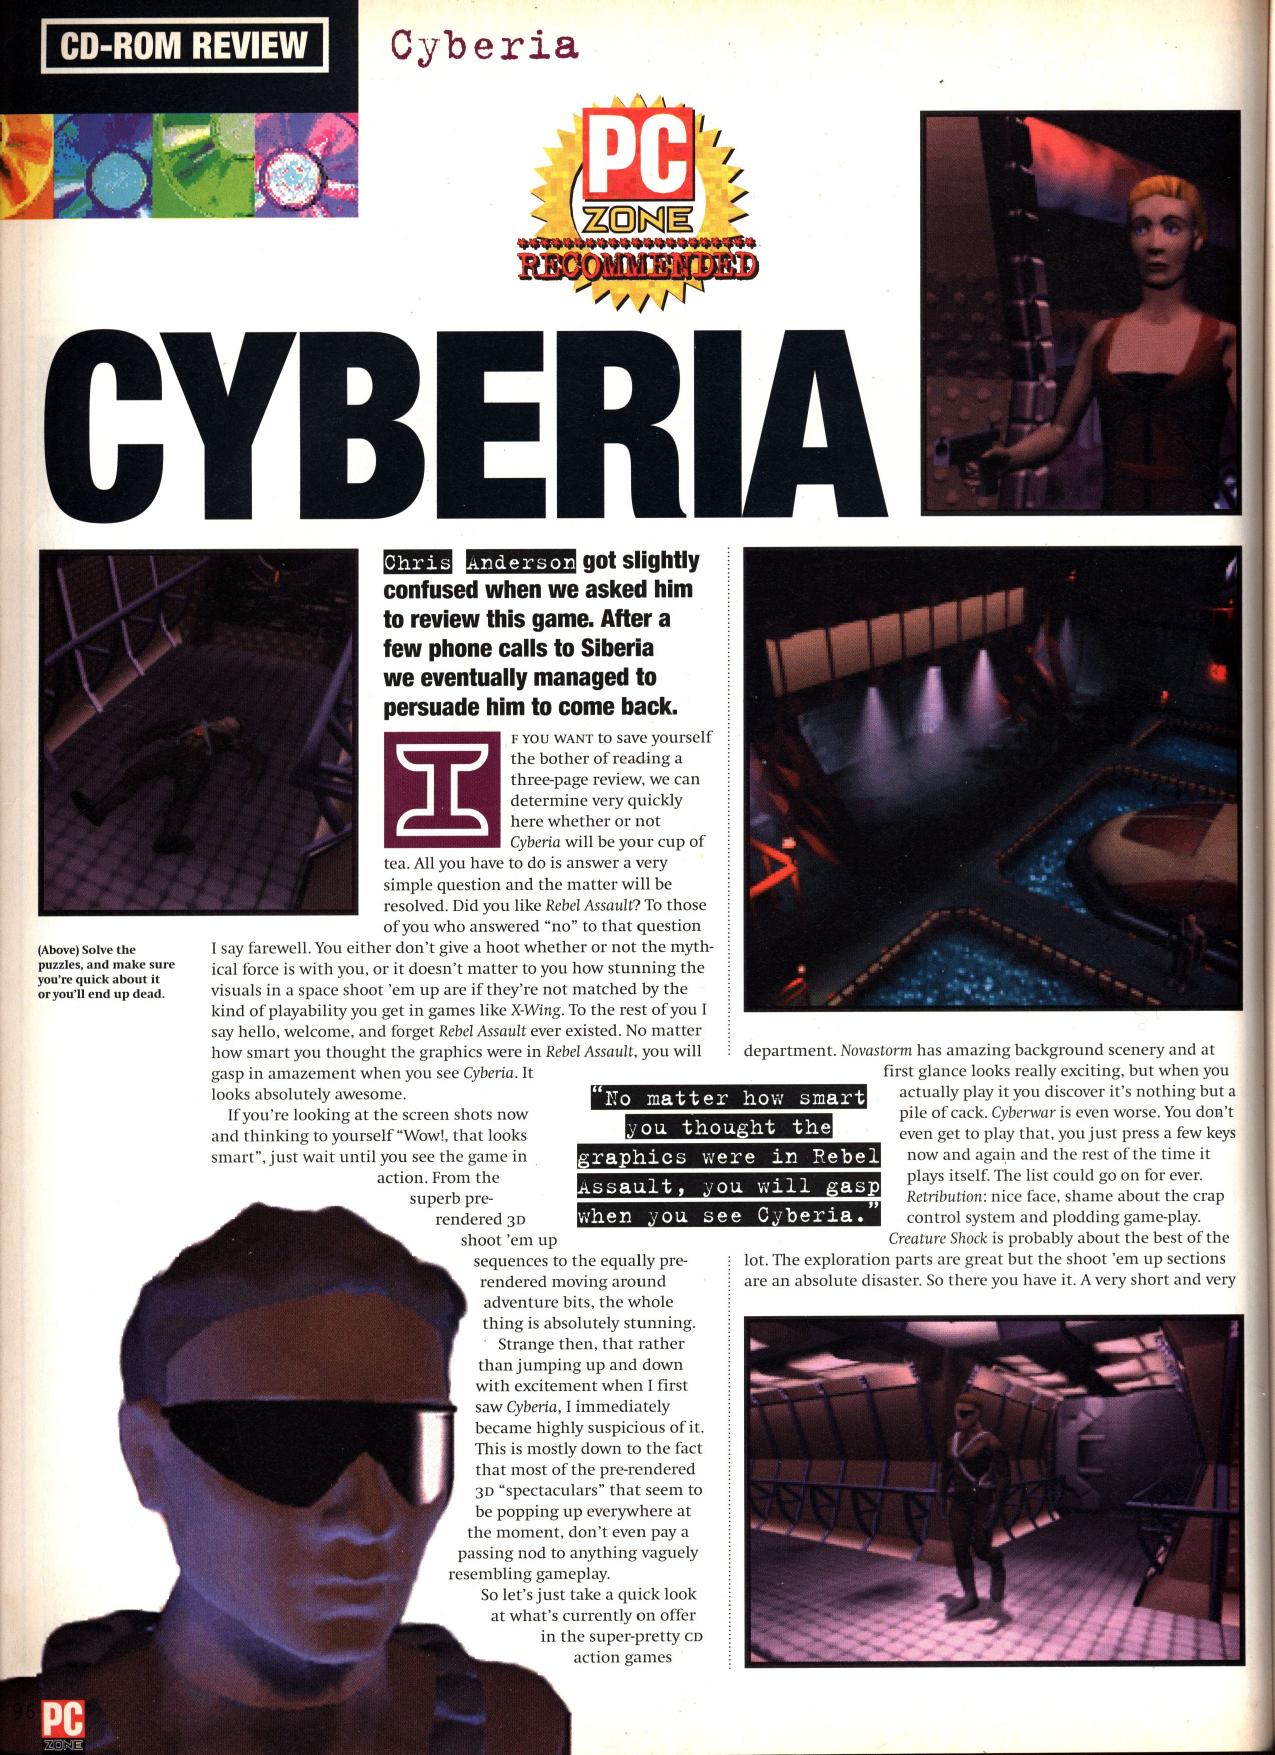 CD-ROM REVIEW
Cyberia
PC
ZONE
RECOMMENDED
CYBERIA
Chris Anderson got slightly
confused when we asked him
to review this game. After a
few phone calls to Siberia
we eventually managed to
persuade him to come back.
IF YOU WANT to save yourself
the bother of reading a
three-page review, we can
determine very quickly
here whether or not
Cyberia will be your cup of
tea. All you have to do is answer a very
simple question and the matter will be
resolved. Did you like Rebel Assault? To those
of you who answered “no” to that question
I say farewell. You either don’t give a hoot whether or not the myth-
ical force is with you, or it doesn’t matter to you how stunning the
visuals in a space shoot ’em up are if they’re not matched by the
kind of playability you get in games like X-Wing. To the rest of you I
say hello, welcome, and forget Rebel Assault ever existed. No matter
how smart you thought the graphics were in Rebel Assault, you will
gasp in amazement when you see Cyberia. It
looks absolutely awesome.
If you’re looking at the screen shots now
and thinking to yourself “Wow!, that looks
smart”, just wait until you see the game in
action. From the
superb pre-
rendered 3D
shoot ’em up
sequences to the equally pre-
rendered moving around
adventure bits, the whole
thing is absolutely stunning.
Strange then, that rather
than jumping up and down
with excitement when I first
saw Cyberia, I immediately
became highly suspicious of it.
This is mostly down to the fact
that most of the pre-rendered
3D “spectaculars” that seem to
be popping up everywhere at
the moment, don’t even pay a
passing nod to anything vaguely
resembling gameplay.
So let’s just take a quick look
at what’s currently on offer
in the super-pretty CD
action games
(Above) Solve the
puzzles, and make sure
you’re quick about it
or you’ll end up dead.
“No matter how smart
you thought the
graphics were in Rebel
Assault, you will gasp
when you see Cyberia.”
department. Novastorm has amazing background scenery and at
first glance looks really exciting, but when you
actually play it you discover it’s nothing but a
pile of cack. Cyberwar is even worse. You don’t
even get to play that, you just press a few keys
now and again and the rest of the time it
plays itself. The list could go on for ever.
Retribution: nice face, shame about the crap
control system and plodding game-play.
Creature Shock is probably about the best of the
lot. The exploration parts are great but the shoot ’em up sections
are an absolute disaster. So there you have it. A very short and very
96
PC
ZONE